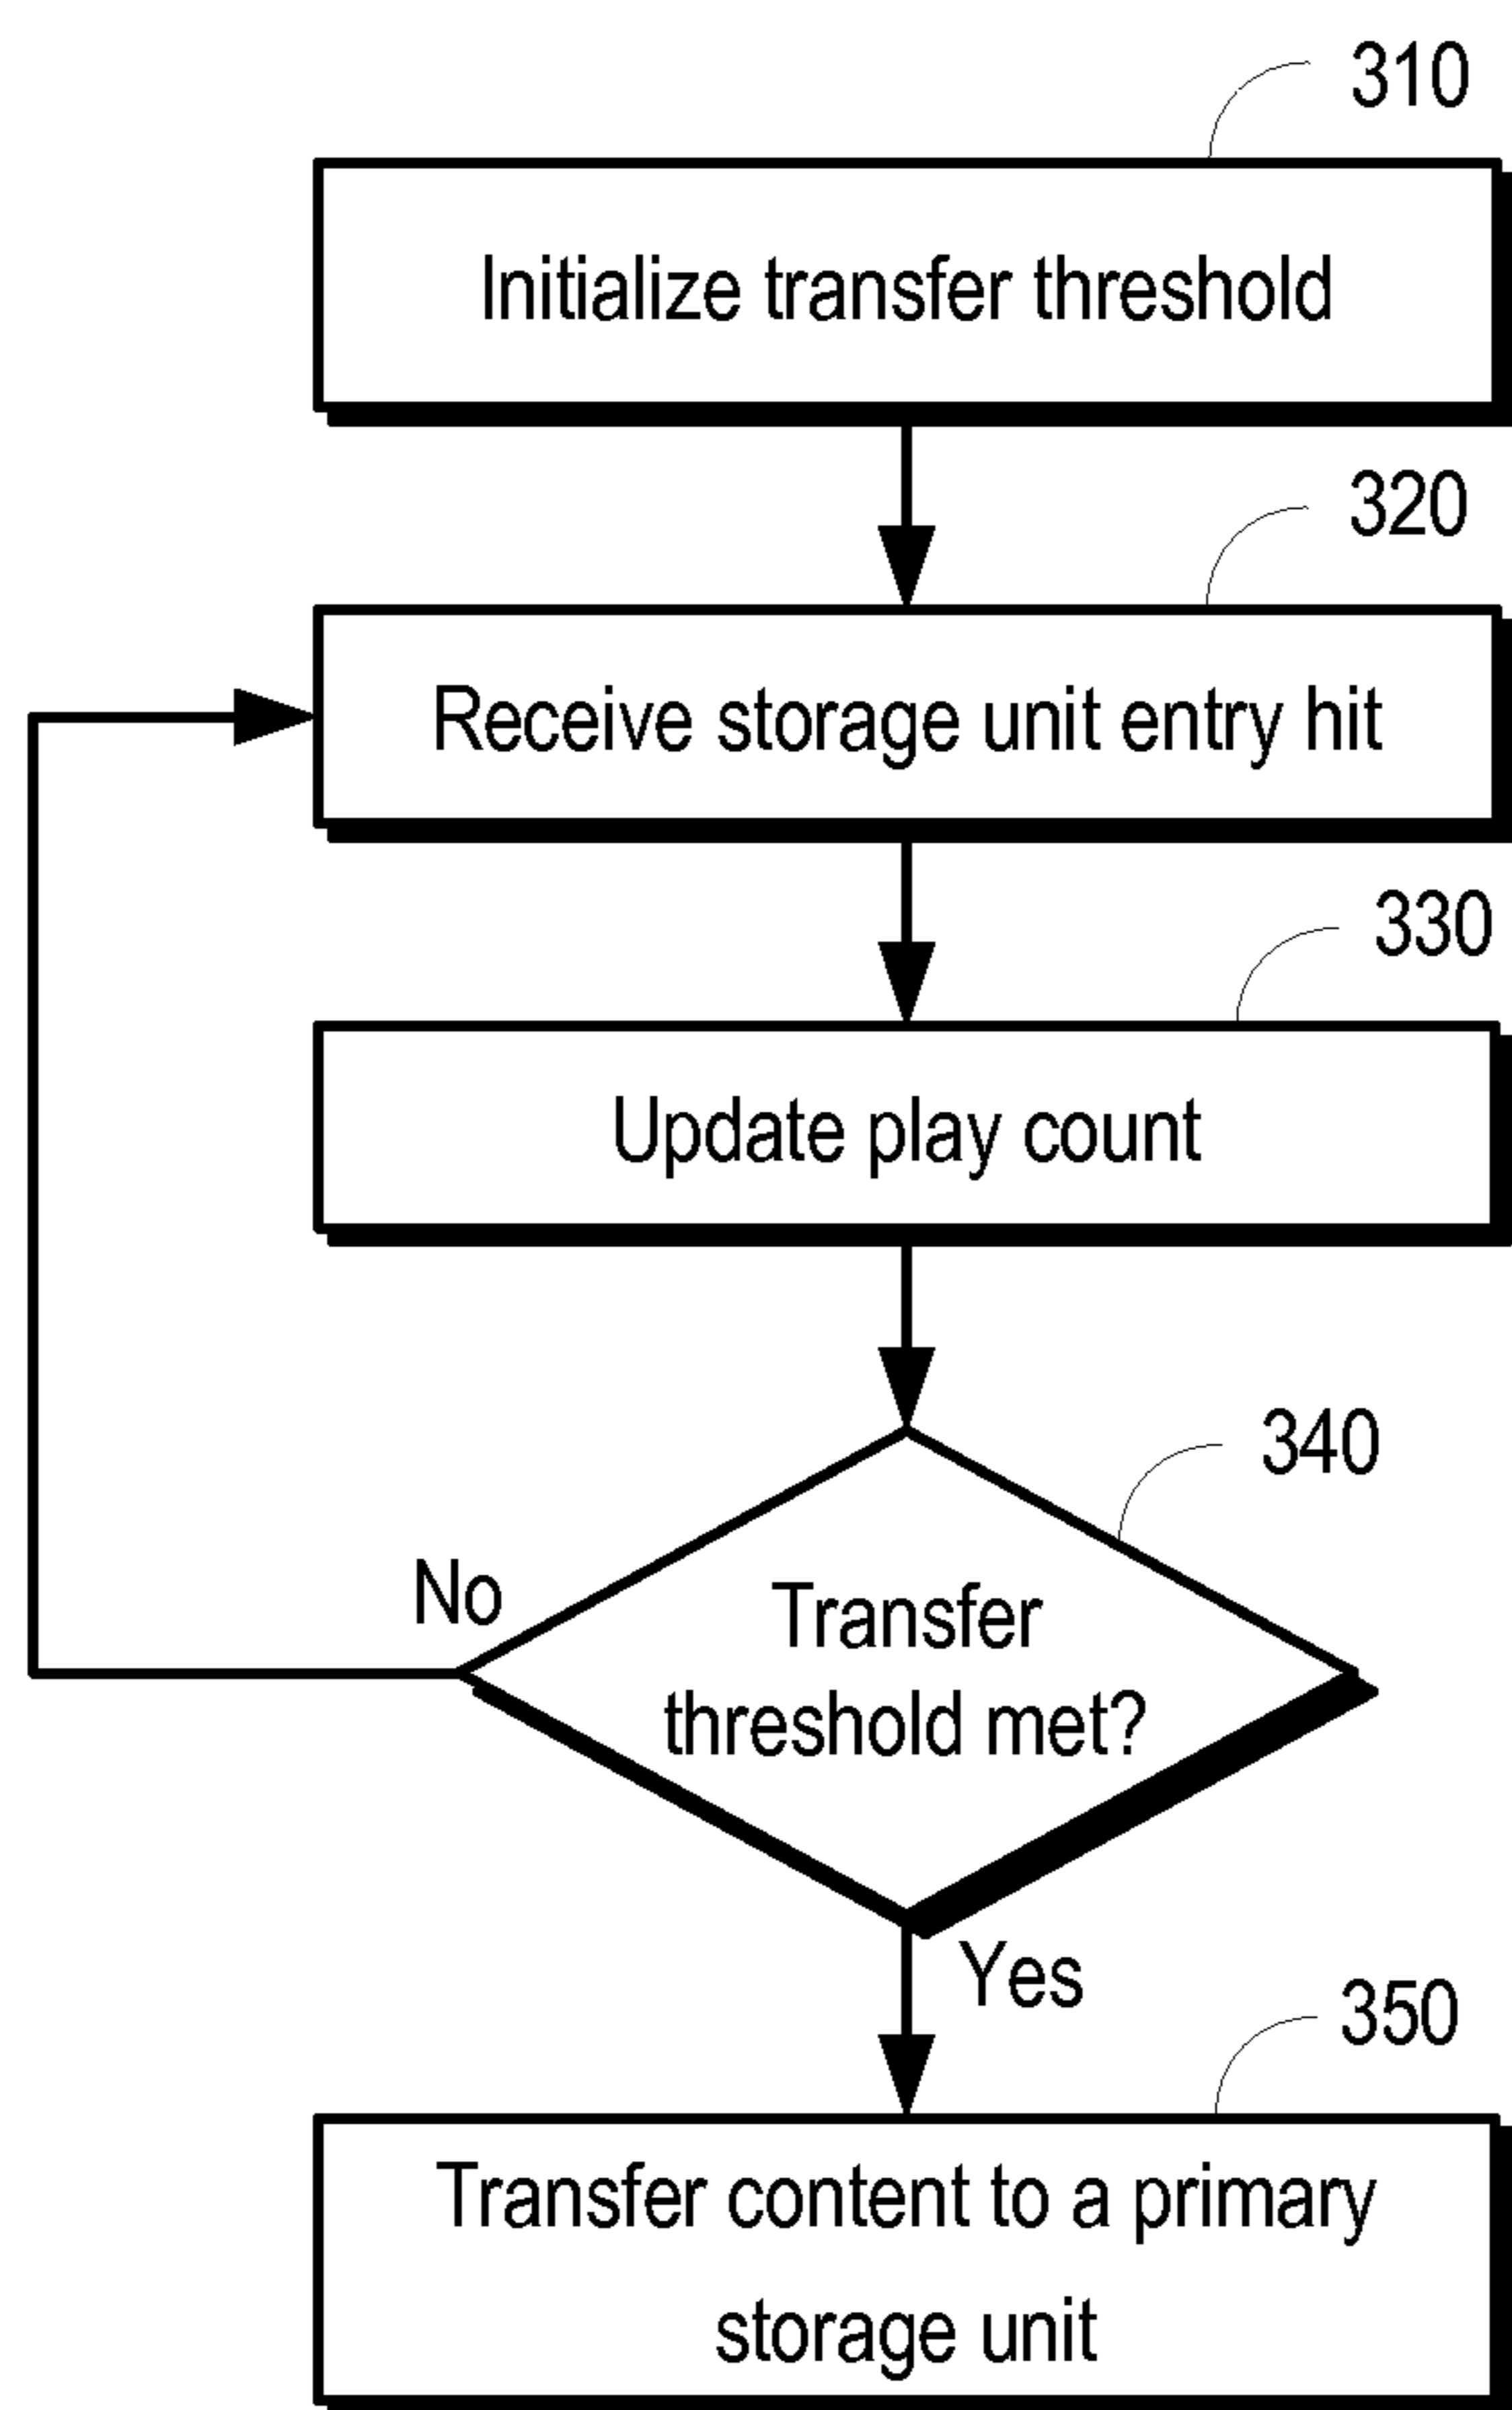 310
Initialize transfer threshold
320
Receive storage unit entry hit
330
Update play count
340
No
Transfer
threshold met?
Yes
350
Transfer content to a primary
storage unit